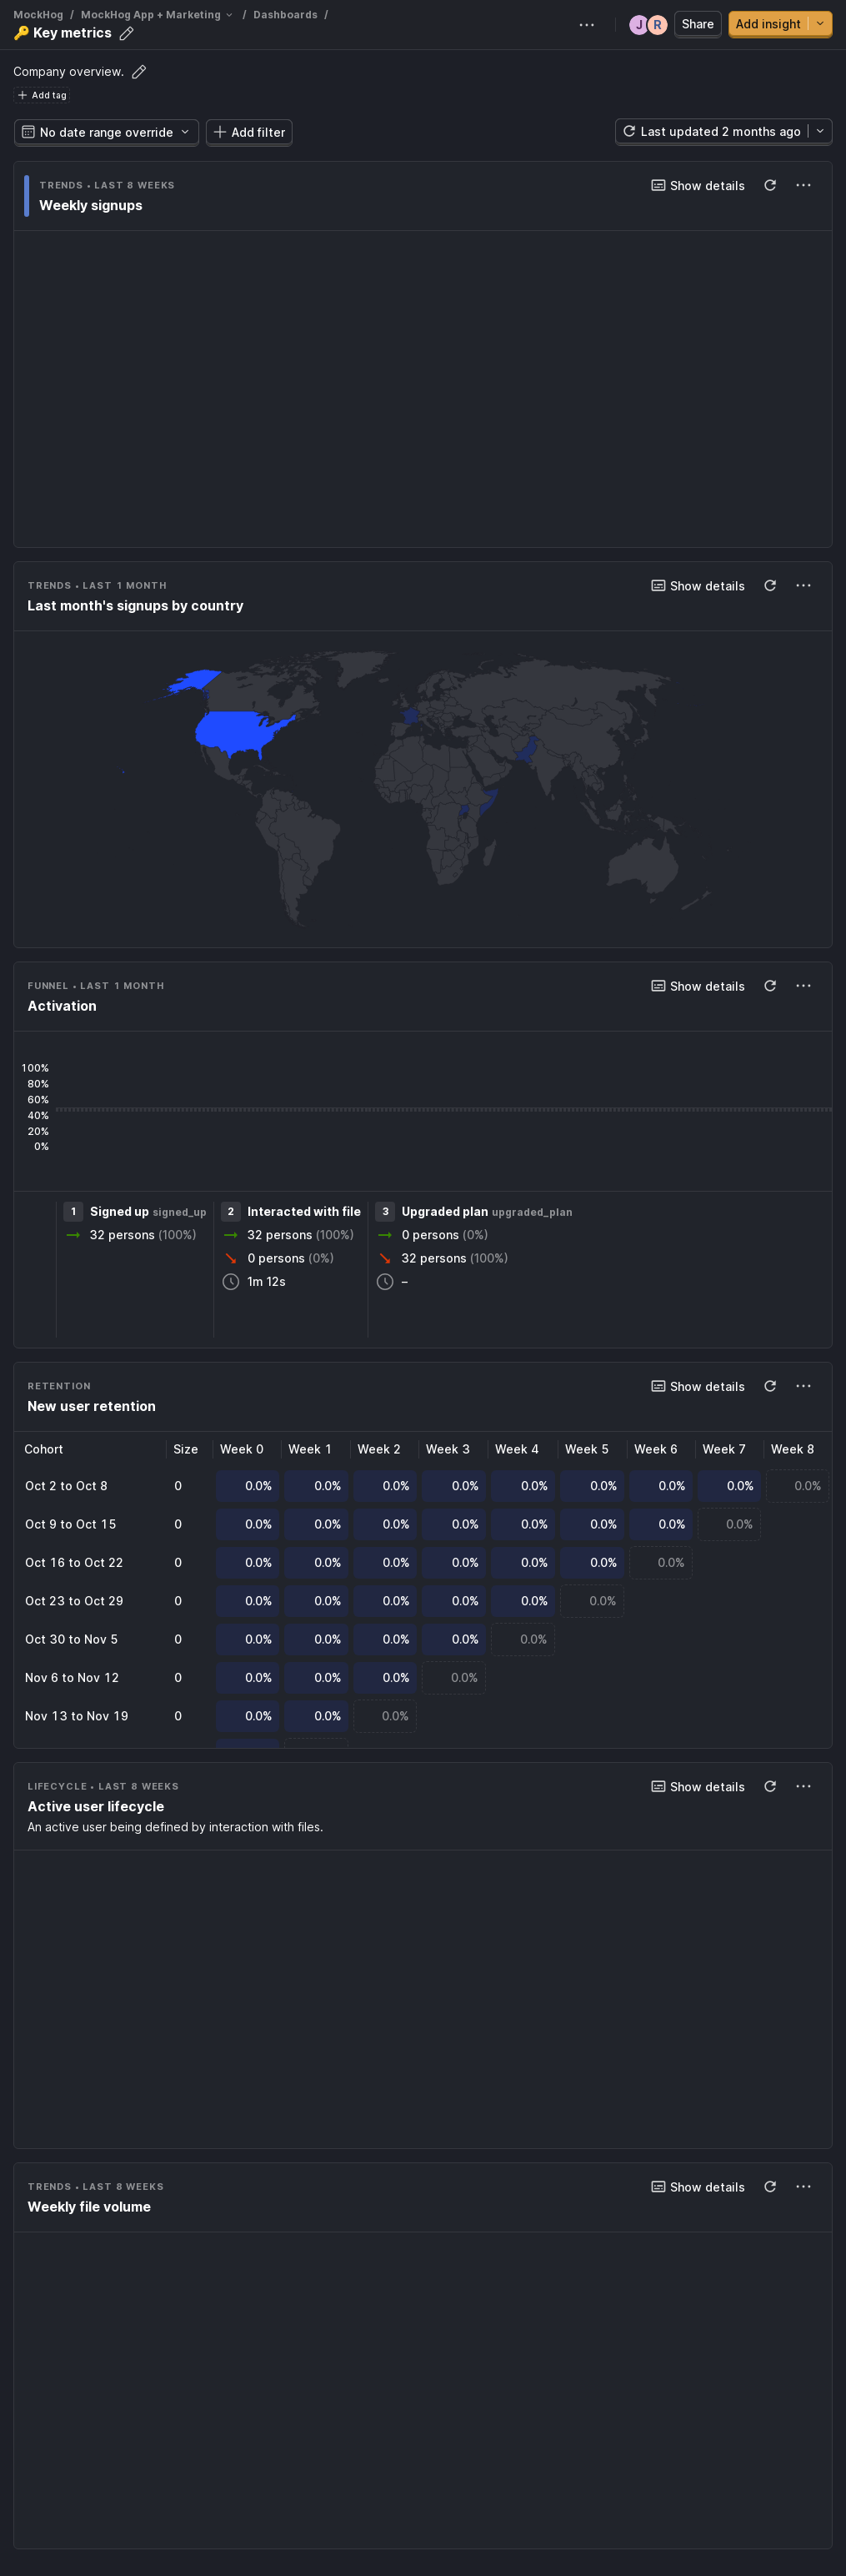 MockHog / MockHog App + Marketing / Dashboards /
🔑 Key metrics
J R Share Add insight
Company overview.
Add tag
No date range override Add filter Last updated 2 months ago
TRENDS • LAST 8 WEEKS Show details
Weekly signups
TRENDS • LAST 1 MONTH Show details
Last month's signups by country
FUNNEL • LAST 1 MONTH Show details
Activation
100%
80%
60%
40%
20%
0%
1 Signed up signed_up 2 Interacted with file 3 Upgraded plan upgraded_plan
32 persons (100%) 32 persons (100%) 0 persons (0%)
0 persons (0%) 32 persons (100%)
1m 12s –
RETENTION Show details
New user retention
Cohort Size Week 0 Week 1 Week 2 Week 3 Week 4 Week 5 Week 6 Week 7 Week 8
Oct 2 to Oct 8 0 0.0% 0.0% 0.0% 0.0% 0.0% 0.0% 0.0% 0.0% 0.0%
Oct 9 to Oct 15 0 0.0% 0.0% 0.0% 0.0% 0.0% 0.0% 0.0% 0.0%
Oct 16 to Oct 22 0 0.0% 0.0% 0.0% 0.0% 0.0% 0.0% 0.0%
Oct 23 to Oct 29 0 0.0% 0.0% 0.0% 0.0% 0.0% 0.0%
Oct 30 to Nov 5 0 0.0% 0.0% 0.0% 0.0% 0.0%
Nov 6 to Nov 12 0 0.0% 0.0% 0.0% 0.0%
Nov 13 to Nov 19 0 0.0% 0.0% 0.0%
LIFECYCLE • LAST 8 WEEKS Show details
Active user lifecycle
An active user being defined by interaction with files.
TRENDS • LAST 8 WEEKS Show details
Weekly file volume